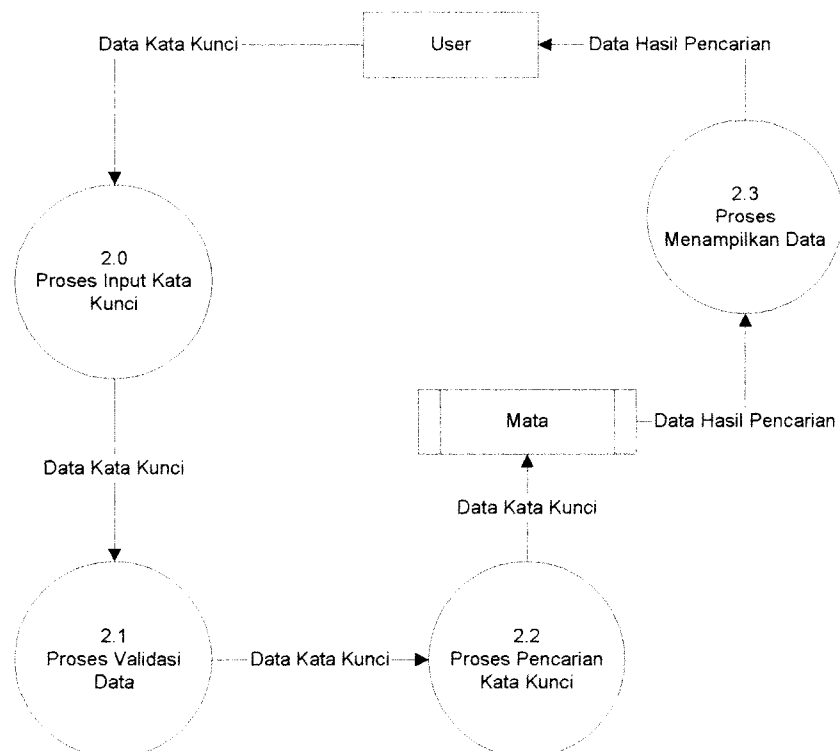 Data Kata Kunci
User
Data Hasil Pencarian
2.3
Proses
Menampilkan Data
2.0
Proses Input Kata
Kunci
Mata
Data Hasil Pencarian
Data Kata Kunci
Data Kata Kunci
2.1
Proses Validasi
Data
Data Kata Kunci
2.2
Proses Pencarian
Kata Kunci